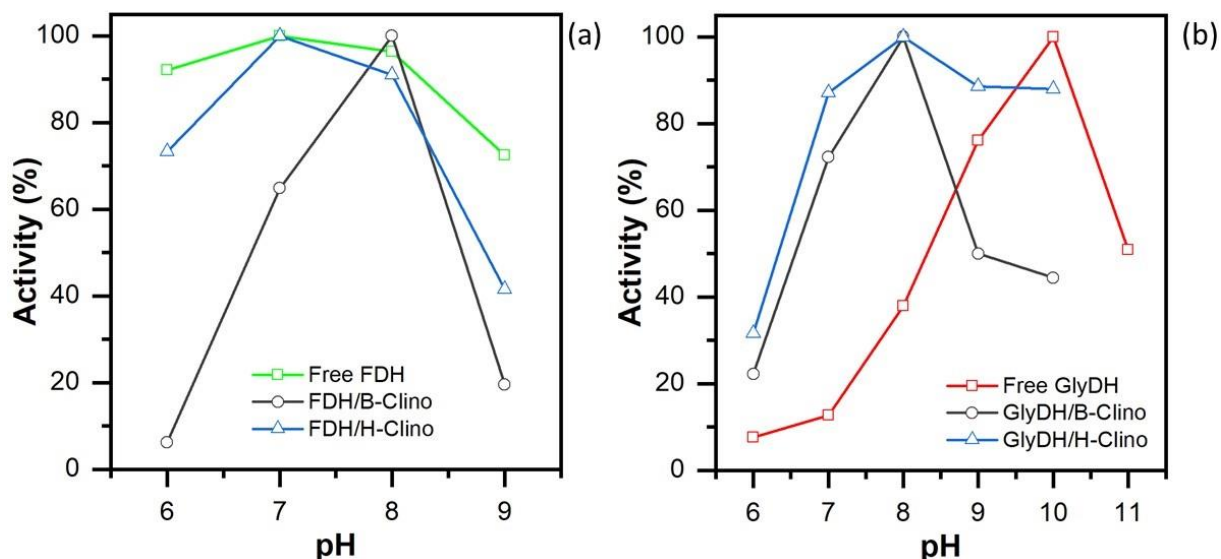 (a)
Activity (%)
100
80
60
40
20
0
Free FDH
FDH/B-Clino
FDH/H-Clino
6 7 8 9
pH
(b)
Activity (%)
100
80
60
40
20
0
Free GlyDH
GlyDH/B-Clino
GlyDH/H-Clino
6 7 8 9 10 11
pH